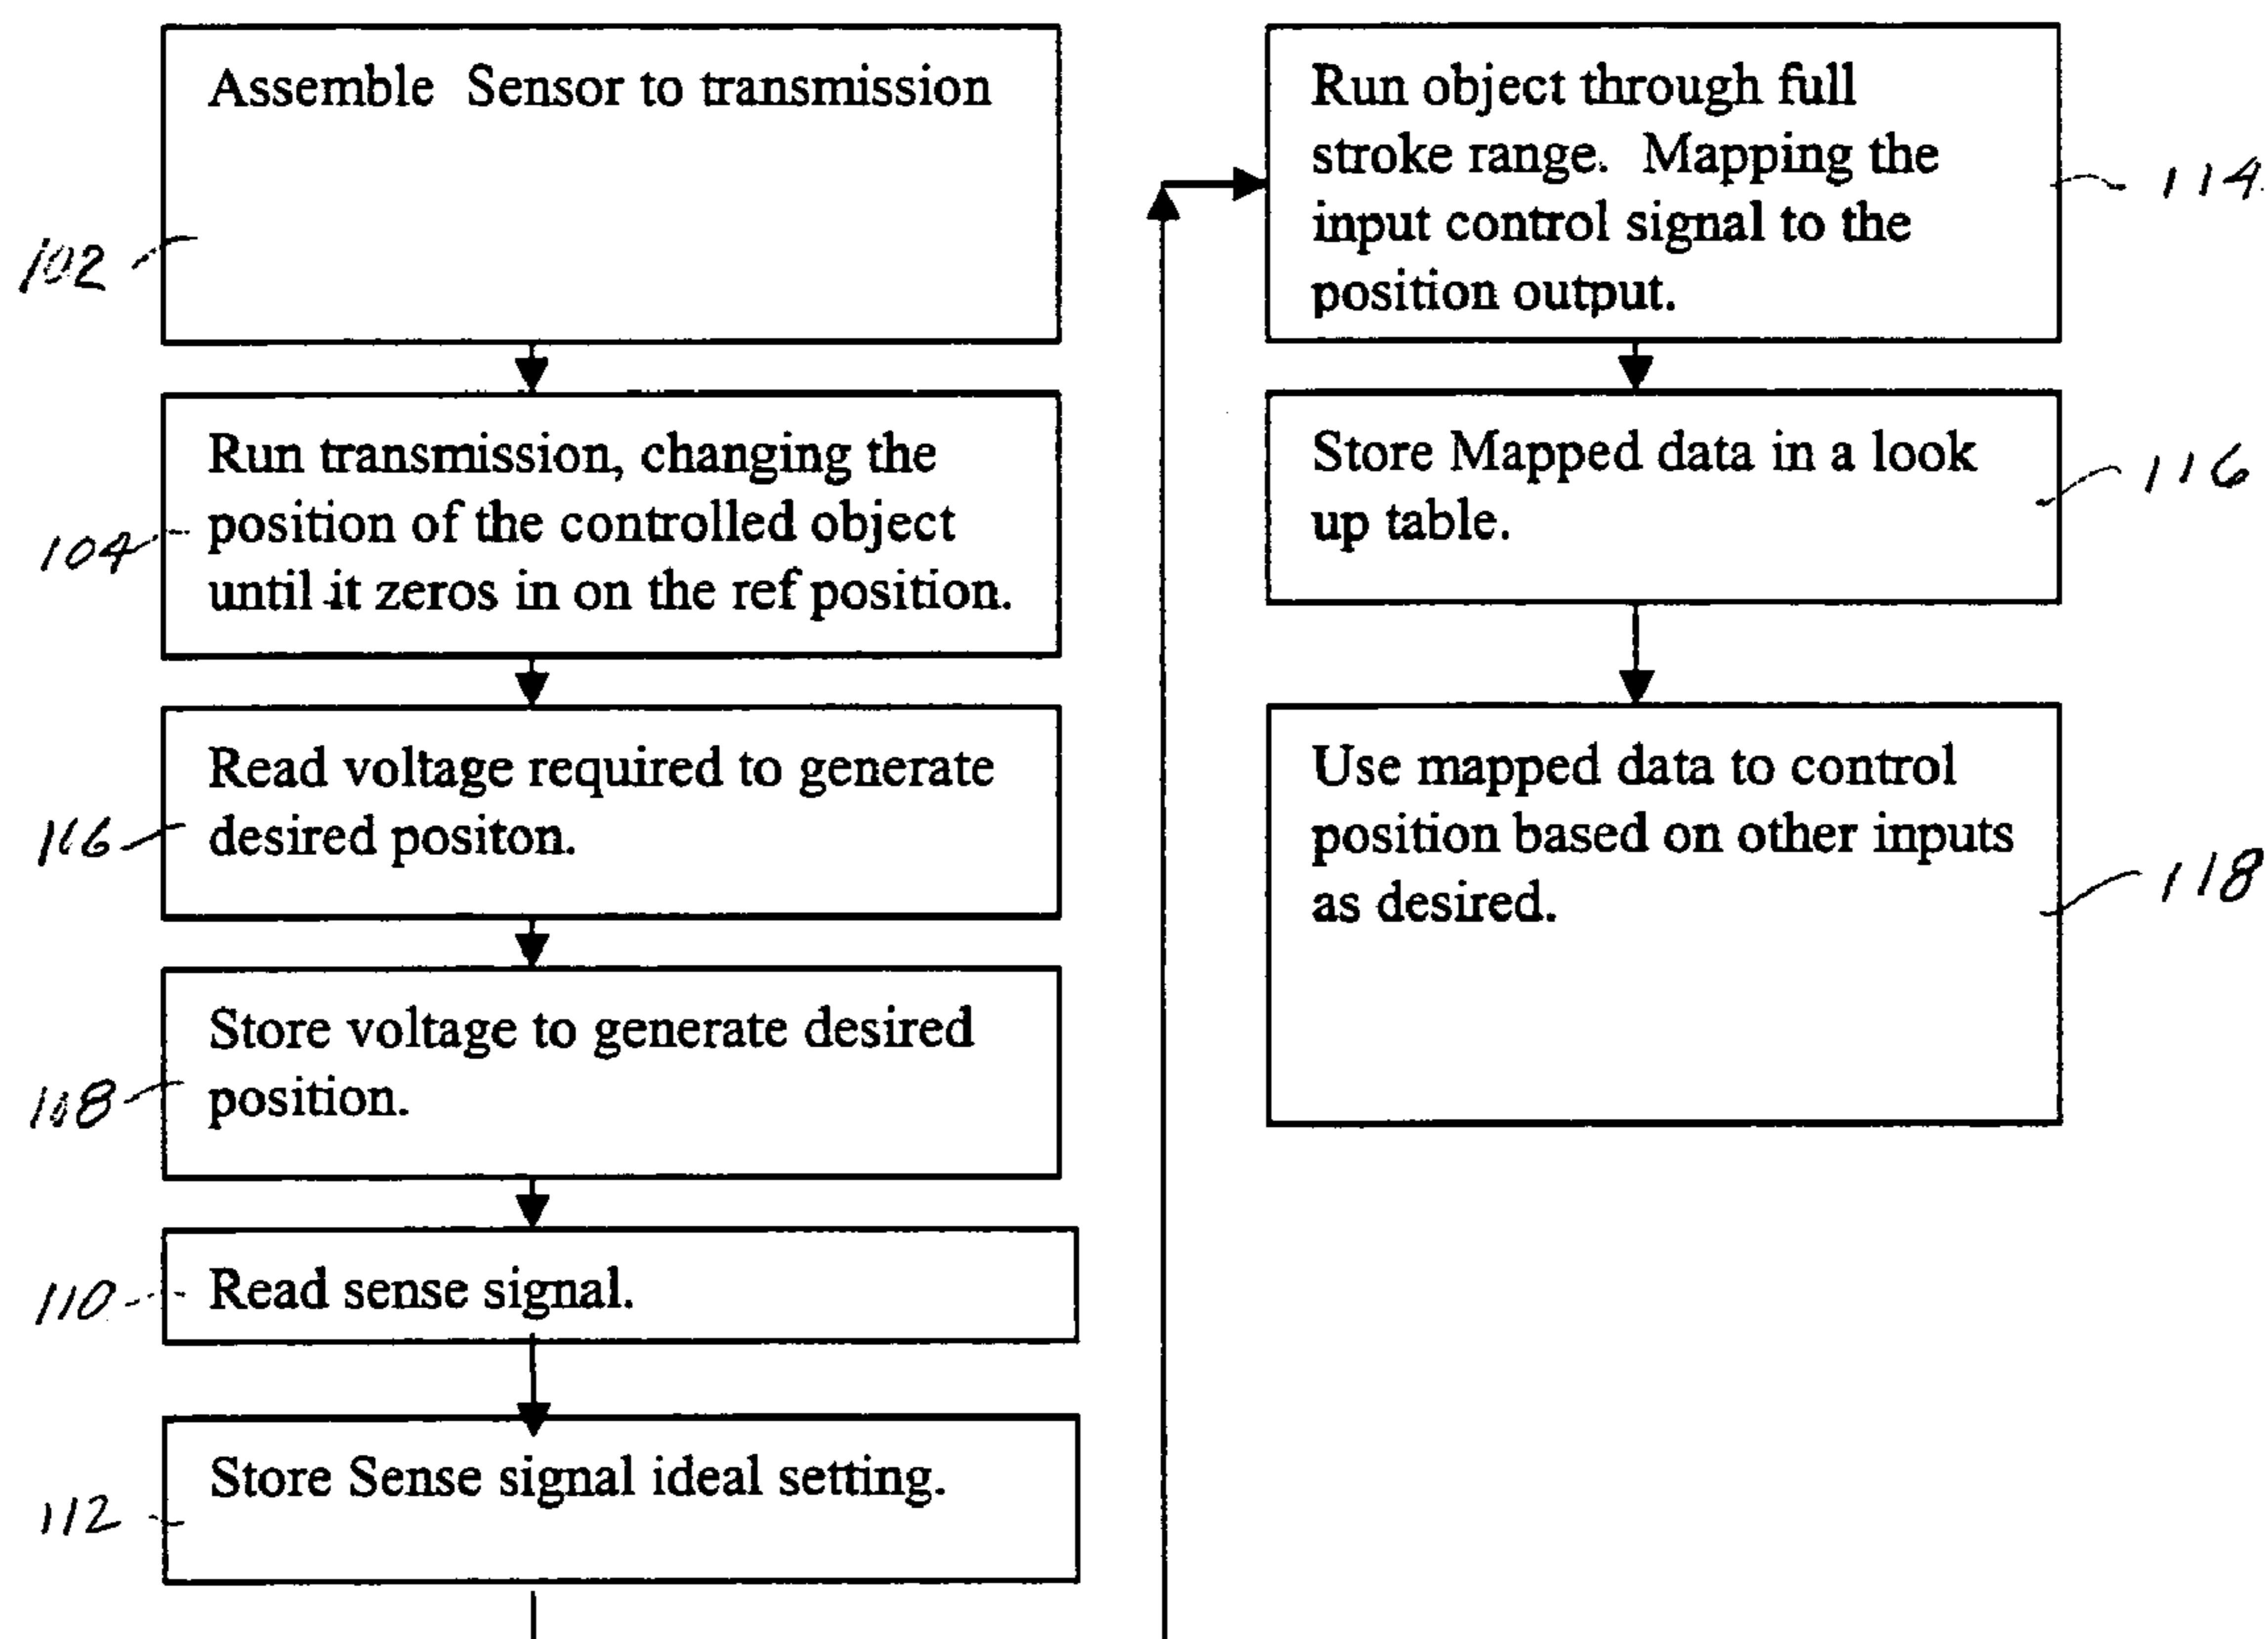 Assemble Sensor to transmission
102
Run transmission, changing the
position of the controlled object
until it zeros in on the ref position.
104
Read voltage required to generate
desired positon.
106
Store voltage to generate desired
position.
108
Read sense signal.
110
Store Sense signal ideal setting.
112
Run object through full
stroke range. Mapping the
input control signal to the
position output.
114
Store Mapped data in a look
up table.
116
Use mapped data to control
position based on other inputs
as desired.
118